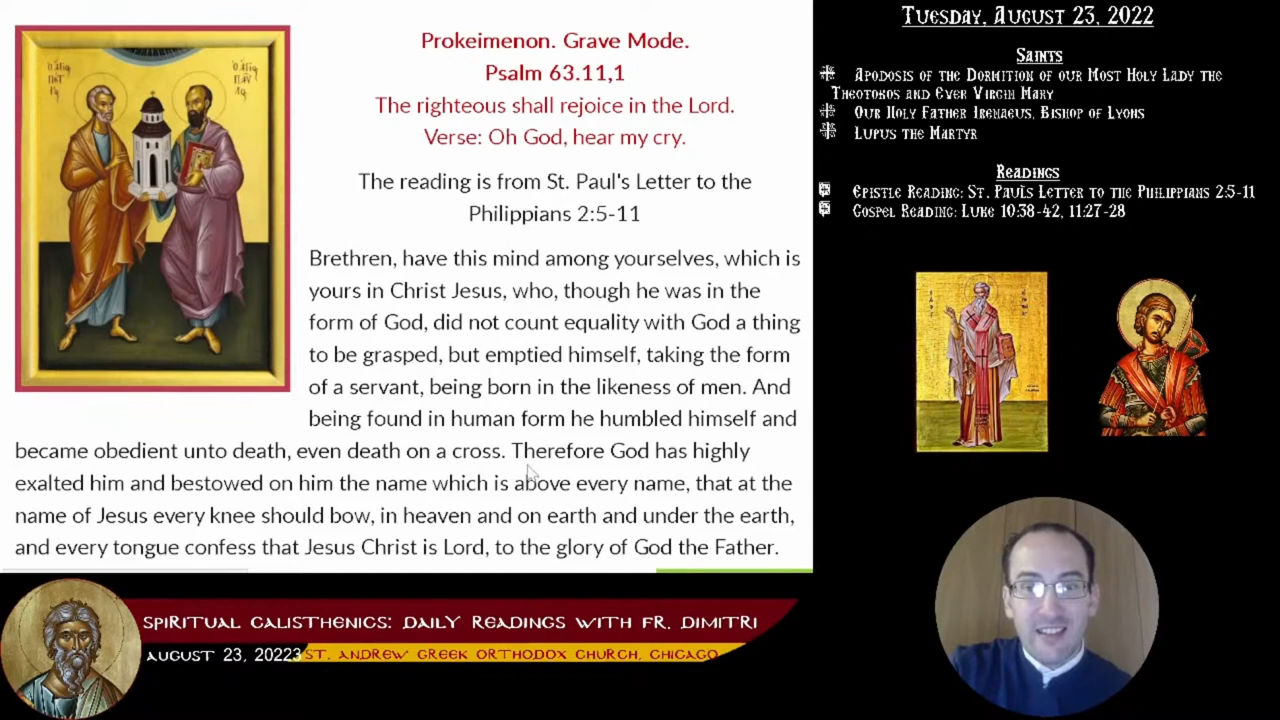 Prokeimenon. Grave Mode.
Psalm 63.11,1
The righteous shall rejoice in the Lord.
Verse: Oh God, hear my cry.
The reading is from St. Paul's Letter to the
Philippians 2:5-11
Brethren, have this mind among yourselves, which is
yours in Christ Jesus, who, though he was in the
form of God, did not count equality with God a thing
to be grasped, but emptied himself, taking the form
of a servant, being born in the likeness of men. And
being found in human form he humbled himself and
became obedient unto death, even death on a cross. Therefore God has highly
exalted him and bestowed on him the name which is above every name, that at the
name of Jesus every knee should bow, in heaven and on earth and under the earth,
and every tongue confess that Jesus Christ is Lord, to the glory of God the Father.
Tuesday, August 23, 2022
Saints
Apodosis of the Dormition of our Most Holy Lady the
Theotokos and Ever Virgin Mary
Our Holy Father Irenaeus, Bishop of Lyons
Lupus the Martyr
Readings
Epistle Reading: St. Paul's Letter to the Philippians 2:5-11
Gospel Reading: Luke 10:38-42, 11:27-28
Spiritual Calisthenics: Daily Readings with Fr. Dimitri
August 23, 20223
St. Andrew Greek Orthodox Church, Chicago